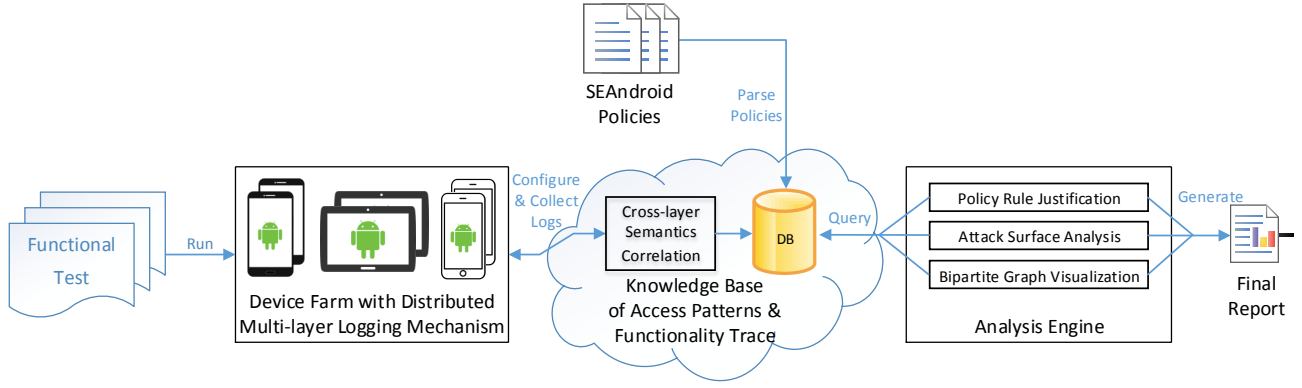 SEAndroid
Policies
Parse
Policies
Functional
Test
Run
Device Farm with Distributed
Multi-layer Logging Mechanism
Configure
& Collect
Logs
Cross-layer
Semantics
Correlation
DB
Knowledge Base
of Access Patterns &
Functionality Trace
Query
Policy Rule Justification
Attack Surface Analysis
Bipartite Graph Visualization
Analysis Engine
Generate
Final
Report